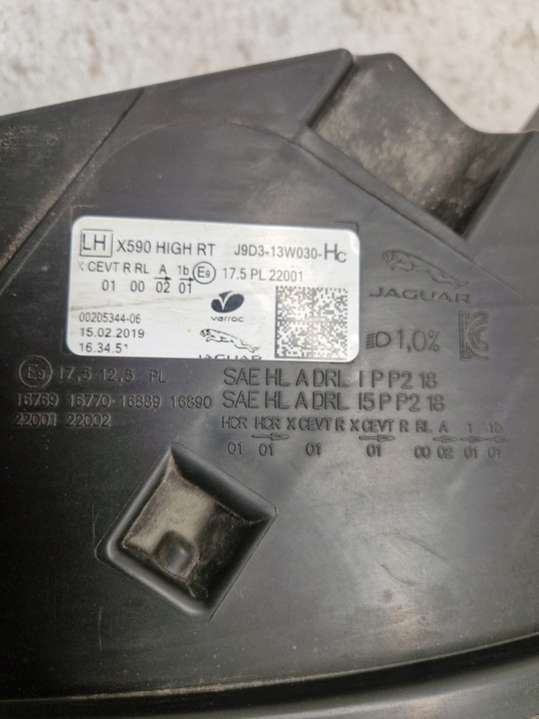 LH X590 HIGH RT J9D3-13W030-HC
X CEVT R RL A 1b E9 17.5 PL 22001
01 00 02 01
00205344-06
15.02.2019
16.34.51
varroc
JAGUAR
JAGUAR
1,0%
E9 17,5 12,5 PL
16769 16770 16889 16890
22001 22002
SAE HL A DRL I P P2 18
SAE HL A DRL I5 P P2 18
HCR HCR X CEVT R X CEVT R RL A 1 1b
01 01 01 01 00 02 01 01